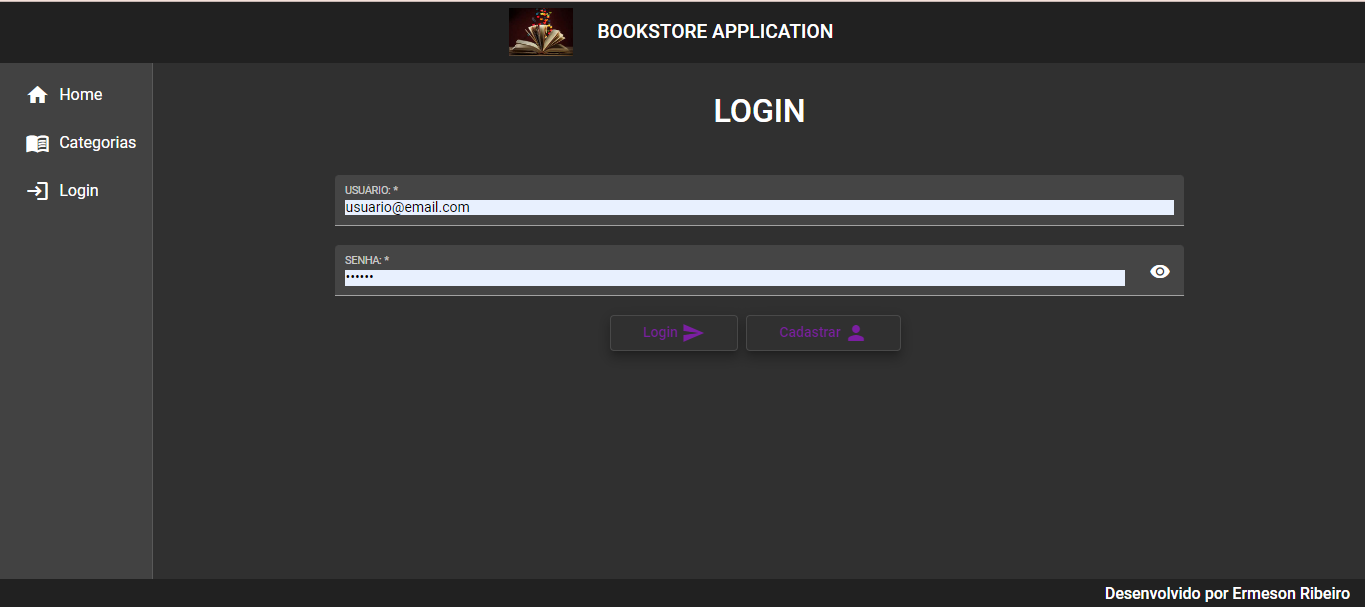 BOOKSTORE APPLICATION
Home
Categorias
Login
LOGIN
USUARIO: *
usuario@email.com
SENHA: *
••••••
Login
Cadastrar
Desenvolvido por Ermeson Ribeiro